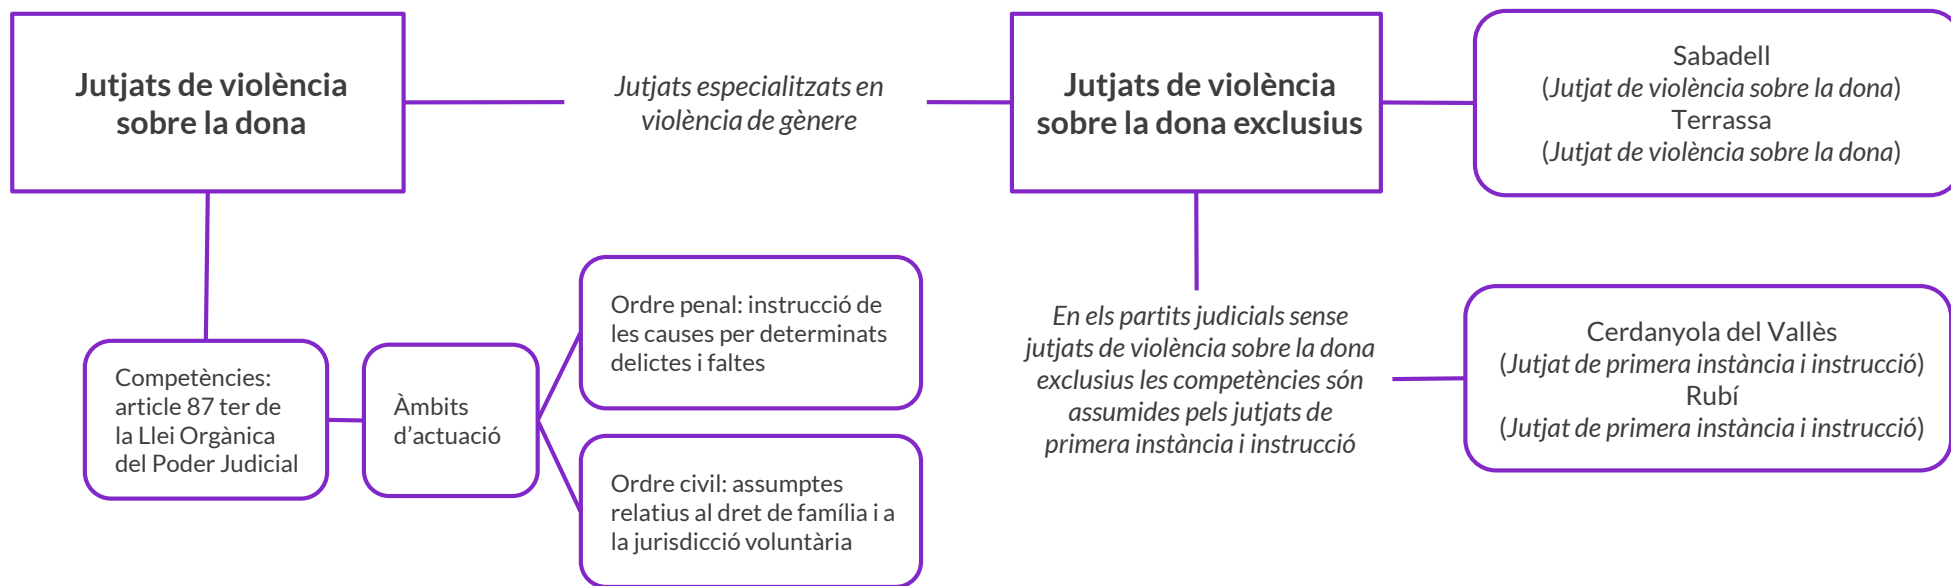 Jutjats de violència
sobre la dona
Jutjats especialitzats en
violència de gènere
Jutjats de violència
sobre la dona exclusius
Sabadell
(Jutjat de violència sobre la dona)
Terrassa
(Jutjat de violència sobre la dona)
Competències:
article 87 ter de
la Llei Orgànica
del Poder Judicial
Àmbits
d’actuació
Ordre penal: instrucció de
les causes per determinats
delictes i faltes
Ordre civil: assumptes
relatius al dret de família i a
la jurisdicció voluntària
En els partits judicials sense
jutjats de violència sobre la dona
exclusius les competències són
assumides pels jutjats de
primera instància i instrucció
Cerdanyola del Vallès
(Jutjat de primera instància i instrucció)
Rubí
(Jutjat de primera instància i instrucció)